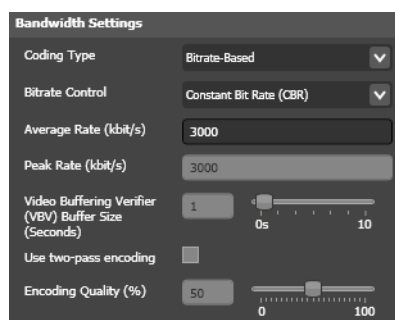 Bandwidth Settings
Coding Type Bitrate-Based
Bitrate Control Constant Bit Rate (CBR)
Average Rate (kbit/s) 3000
Peak Rate (kbit/s) 3000
Video Buffering Verifier
(VBV) Buffer Size 1
(Seconds) 0s 10
Use two-pass encoding
Encoding Quality (%) 50
0 100